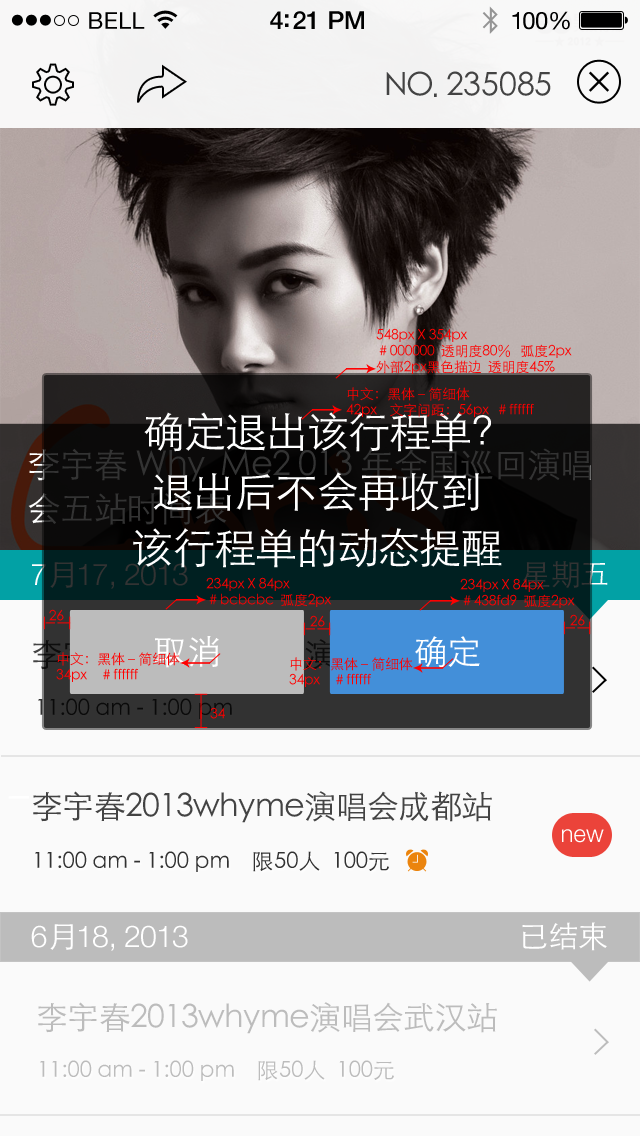 BELL 4:21 PM 100%
NO. 235085
548px X 354px
#000000 透明度80% 弧度2px
外部2px黑色描边 透明度45%
中文：黑体–简细体
42px 文字间距：56px #ffffff
确定退出该行程单?
李宇春 Why Me2013年全国巡回演唱
退出后不会再收到
会五站时间表
该行程单的动态提醒
7月17, 2013 星期五
234px X 84px
#bcbcbc 弧度2px
234px X 84px
#438fd9 弧度2px
26
26
26
取消
确定
中文：黑体–简细体
34px #ffffff
中文：黑体–简细体
34px #ffffff
11:00 am - 1:00 pm
34
李宇春2013whyme演唱会成都站
new
11:00 am - 1:00 pm 限50人 100元
6月18, 2013 已结束
李宇春2013whyme演唱会武汉站
11:00 am - 1:00 pm 限50人 100元